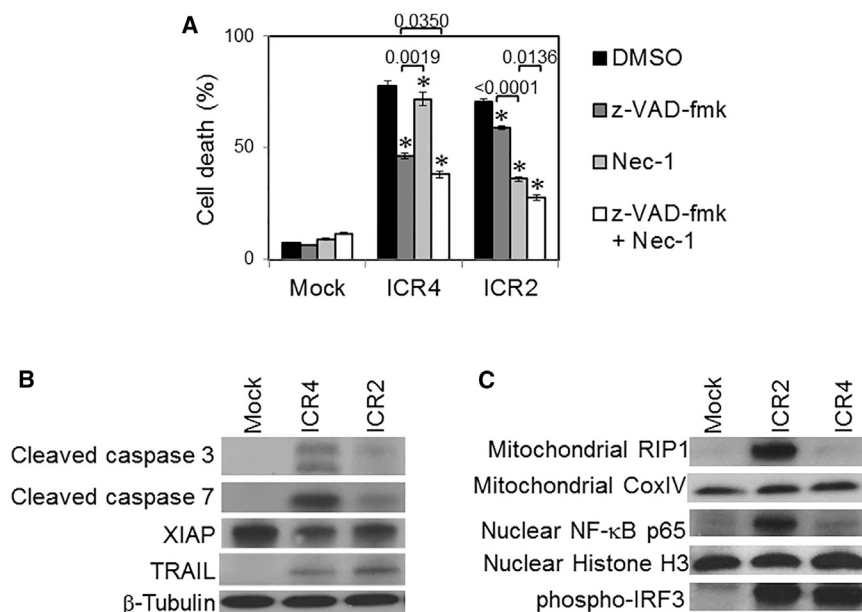 A
0.0350
0.0019
0.0136
<0.0001
100
50
0
Cell death (%)
*
*
*
*
*
*
Mock
ICR4
ICR2
DMSO
z-VAD-fmk
Nec-1
z-VAD-fmk
+ Nec-1
B
Mock
ICR4
ICR2
Cleaved caspase 3
Cleaved caspase 7
XIAP
TRAIL
β-Tubulin
C
Mock
ICR2
ICR4
Mitochondrial RIP1
Mitochondrial CoxIV
Nuclear NF-κB p65
Nuclear Histone H3
phospho-IRF3